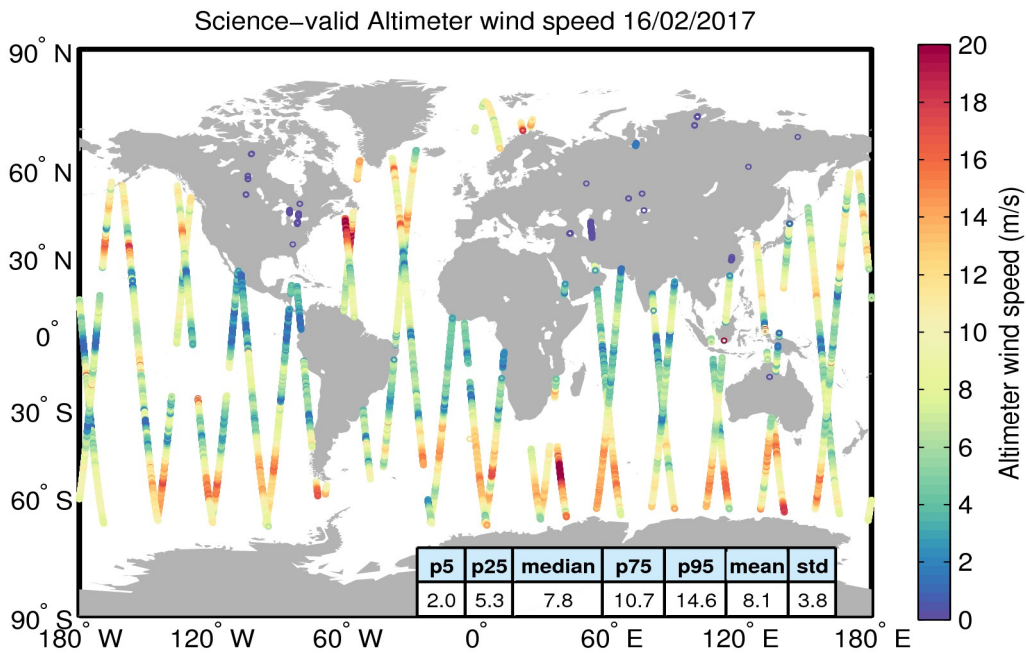 Science−valid Altimeter wind speed 16/02/2017
90° N
60° N
30° N
0°
30° S
60° S
90° S
180° W
120° W
60° W
0°
60° E
120° E
180° E
p5 p25 median p75 p95 mean std
2.0 5.3 7.8 10.7 14.6 8.1 3.8
20
18
16
14
12
10
8
6
4
2
0
Altimeter wind speed (m/s)